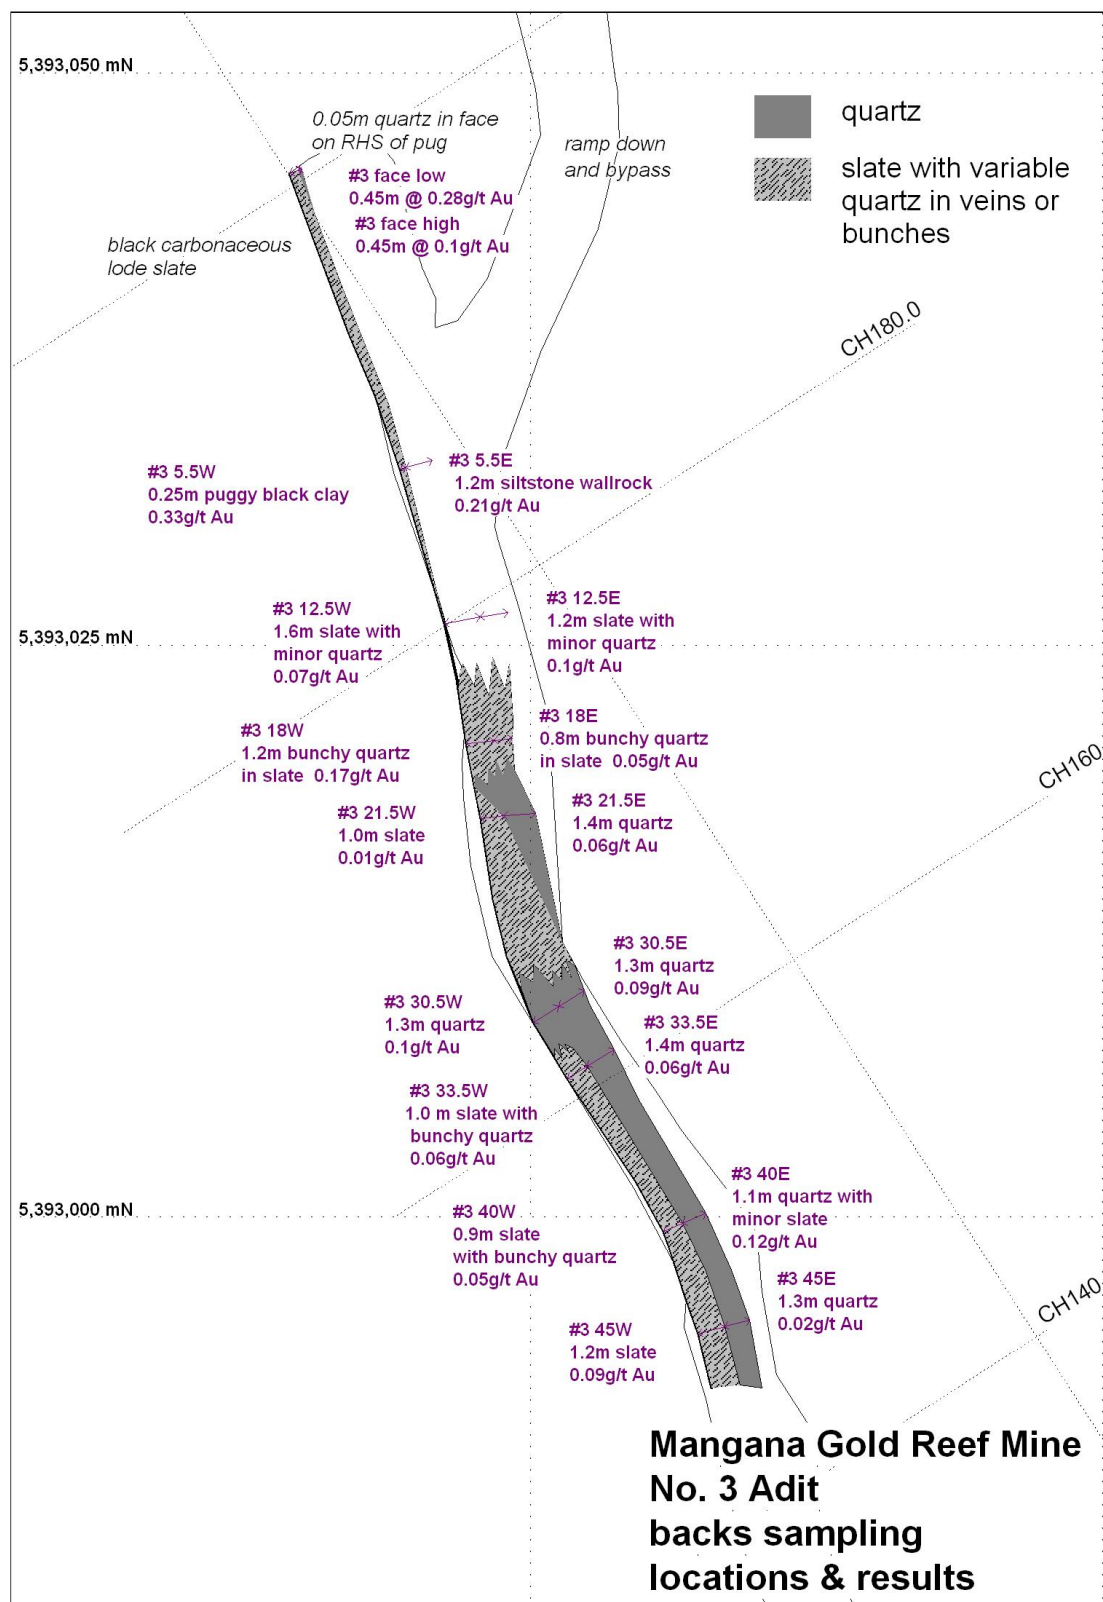 5,393,050 mN
0.05m quartz in face
on RHS of pug
ramp down
and bypass
quartz
slate with variable
quartz in veins or
bunches
#3 face low
0.45m @ 0.28g/t Au
#3 face high
0.45m @ 0.1g/t Au
black carbonaceous
lode slate
CH180.0
#3 5.5W
0.25m puggy black clay
0.33g/t Au
#3 5.5E
1.2m siltstone wallrock
0.21g/t Au
#3 12.5W
1.6m slate with
minor quartz
0.07g/t Au
#3 12.5E
1.2m slate with
minor quartz
0.1g/t Au
5,393,025 mN
#3 18W
1.2m bunchy quartz
in slate 0.17g/t Au
#3 18E
0.8m bunchy quartz
in slate 0.05g/t Au
CH160
#3 21.5W
1.0m slate
0.01g/t Au
#3 21.5E
1.4m quartz
0.06g/t Au
#3 30.5E
1.3m quartz
0.09g/t Au
#3 30.5W
1.3m quartz
0.1g/t Au
#3 33.5E
1.4m quartz
0.06g/t Au
#3 33.5W
1.0 m slate with
bunchy quartz
0.06g/t Au
#3 40E
1.1m quartz with
minor slate
0.12g/t Au
5,393,000 mN
#3 40W
0.9m slate
with bunchy quartz
0.05g/t Au
#3 45E
1.3m quartz
0.02g/t Au
CH140
#3 45W
1.2m slate
0.09g/t Au
Mangana Gold Reef Mine
No. 3 Adit
backs sampling
locations & results